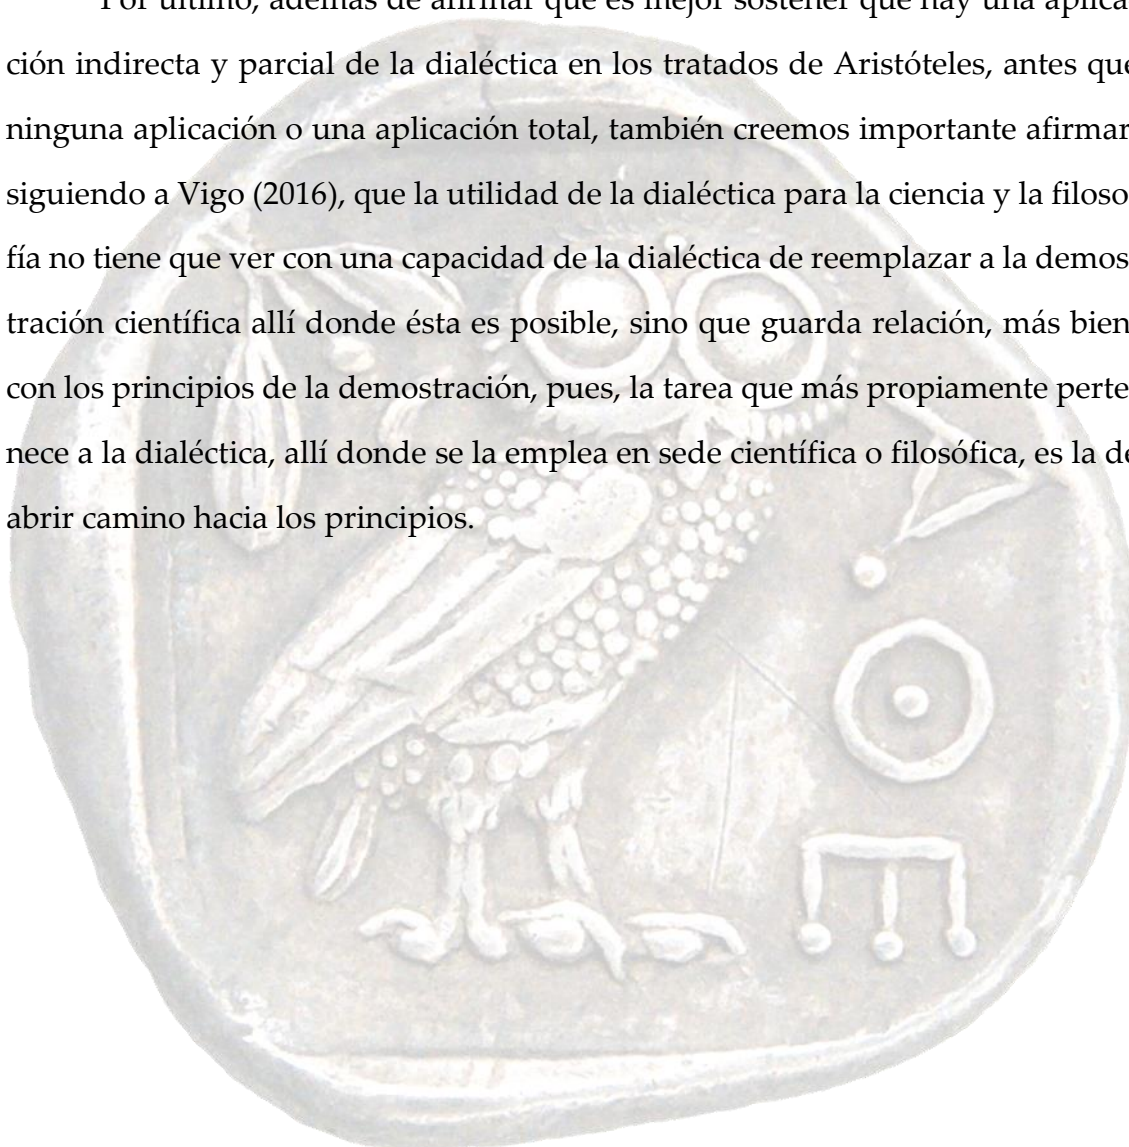 Por último, además de afirmar que es mejor sostener que hay una aplica
ción indirecta y parcial de la dialéctica en los tratados de Aristóteles, antes que
ninguna aplicación o una aplicación total, también creemos importante afirmar
siguiendo a Vigo (2016), que la utilidad de la dialéctica para la ciencia y la filoso
fía no tiene que ver con una capacidad de la dialéctica de reemplazar a la demos
tración científica allí donde ésta es posible, sino que guarda relación, más bien
con los principios de la demostración, pues, la tarea que más propiamente perte
nece a la dialéctica, allí donde se la emplea en sede científica o filosófica, es la de
abrir camino hacia los principios.
ΑΘΕ